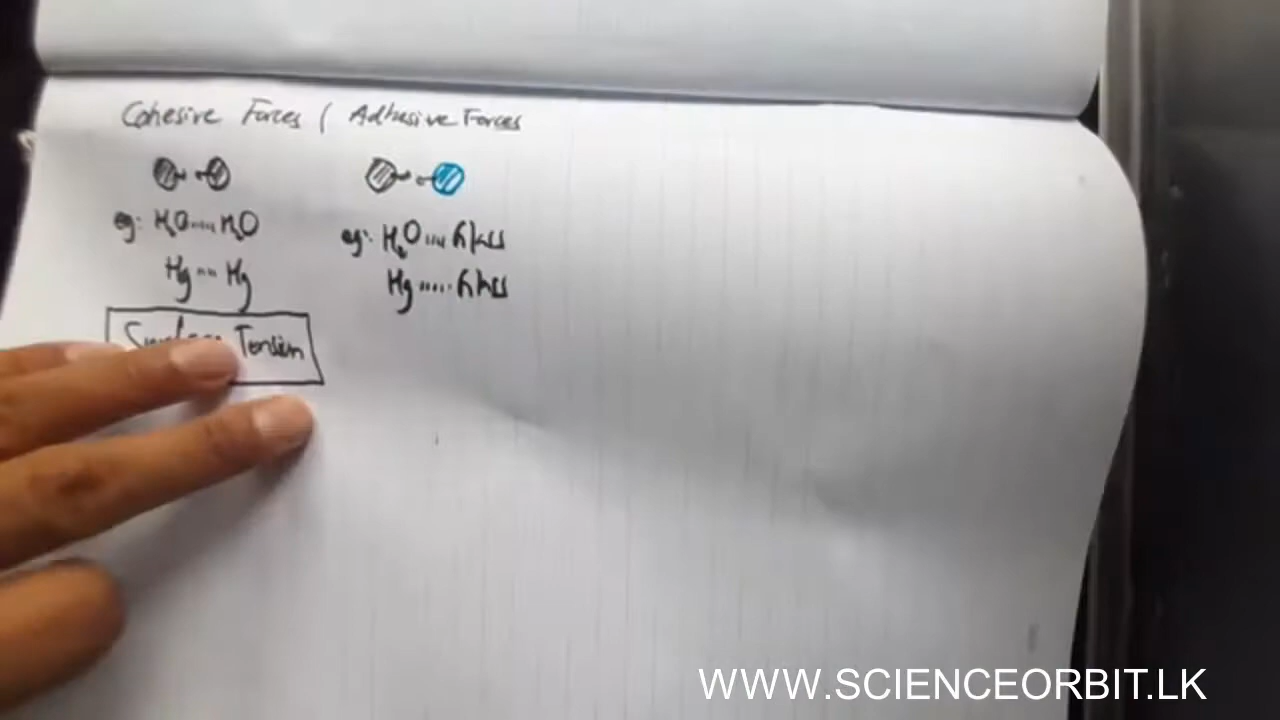 Cohesive Forces / Adhesive Forces
eg: H₂O....H₂O
Hg.... Hg
eg: H₂O....Glass
Hg.....Glass
Tension
WWW.SCIENCEORBIT.LK